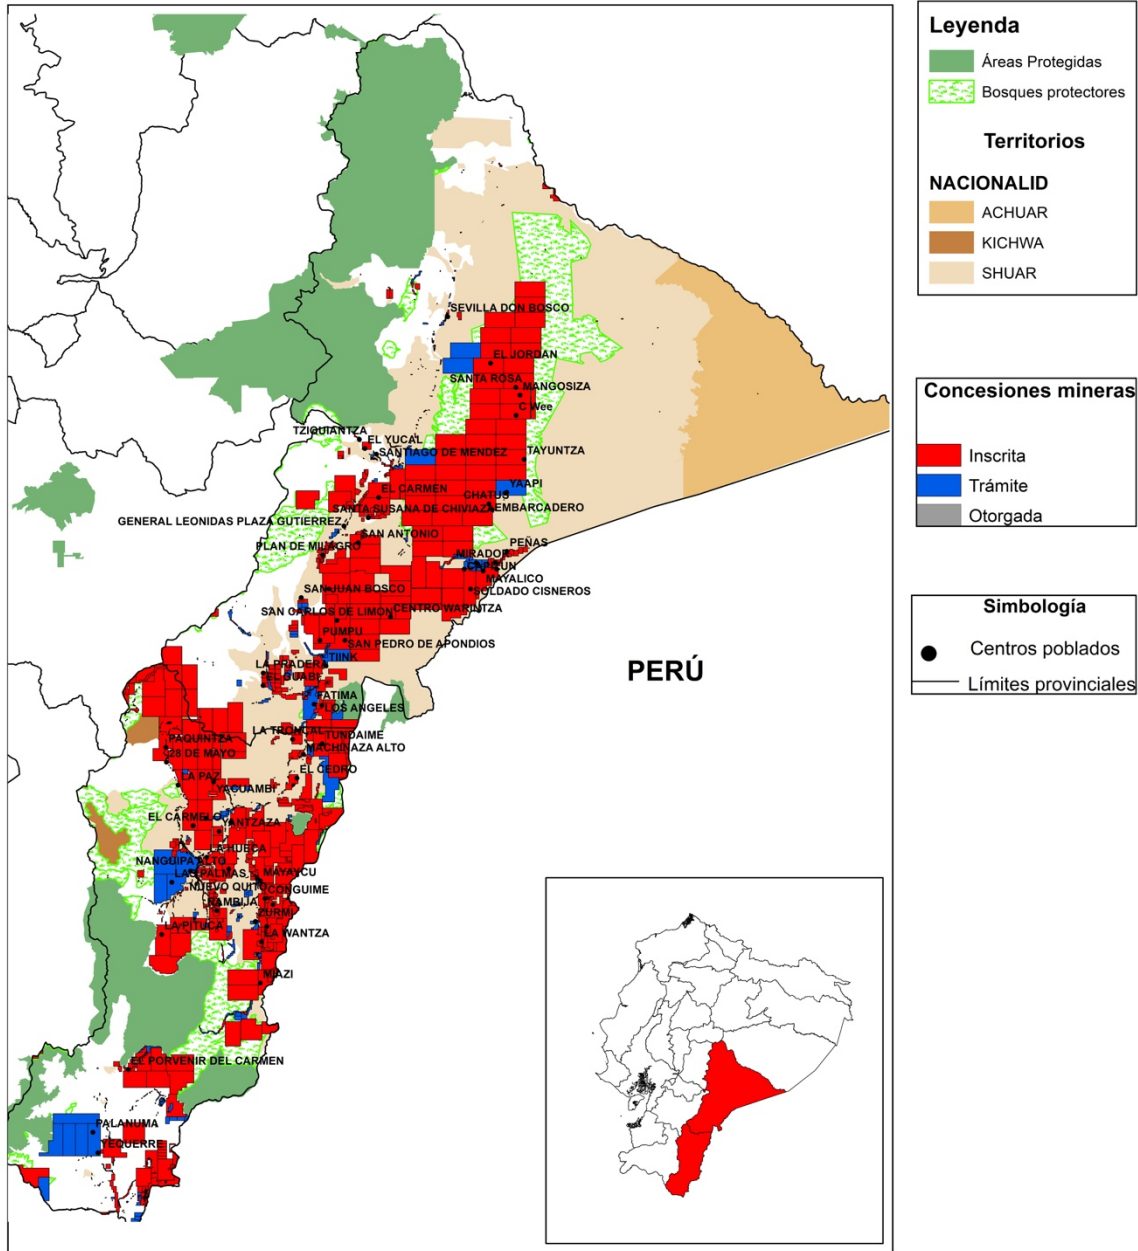 SEVILLA DON BOSCO
EL JORDAN
SANTA ROSA
MANGOSIZA
C Wee
TZIQUIANTZA
EL YUCAL
SANTIAGO DE MENDEZ
TAYUNTZA
YAAPI
EL CARMEN
CHATUS
SANTA SUSANA DE CHIVIAZA
EMBARCADERO
GENERAL LEONIDAS PLAZA GUTIERREZ
SAN ANTONIO
PEÑAS
PLAN DE MILAGRO
MIRADOR
MAYALICO
SAN JUAN BOSCO
SOLDADO CISNEROS
SAN CARLOS DE LIMON
CENTRO WARINTZA
PUMPU
SAN PEDRO DE APONDIOS
TIINK
LA PRADERA
EL GUABI
PERÚ
FATIMA
LOS ANGELES
LA TRONCAL
TUNDAIME
PAQUINTZA
MACHINAZA ALTO
28 DE MAYO
EL CEDRO
LA PAZ
YACUAMBI
EL CARMELO
YANTZAZA
LA HUECA
NANGUIPA ALTO
LAS PALMAS
MAYAYCU
NUEVO QUITO
CONGUIME
NAMBIJA
ZURMI
LA PITUCA
LA WANTZA
MIAZI
EL PORVENIR DEL CARMEN
PALANUMA
YEQUERRE
Leyenda
Áreas Protegidas
Bosques protectores
Territorios
NACIONALID
ACHUAR
KICHWA
SHUAR
Concesiones mineras
Inscrita
Trámite
Otorgada
Simbología
Centros poblados
Límites provinciales